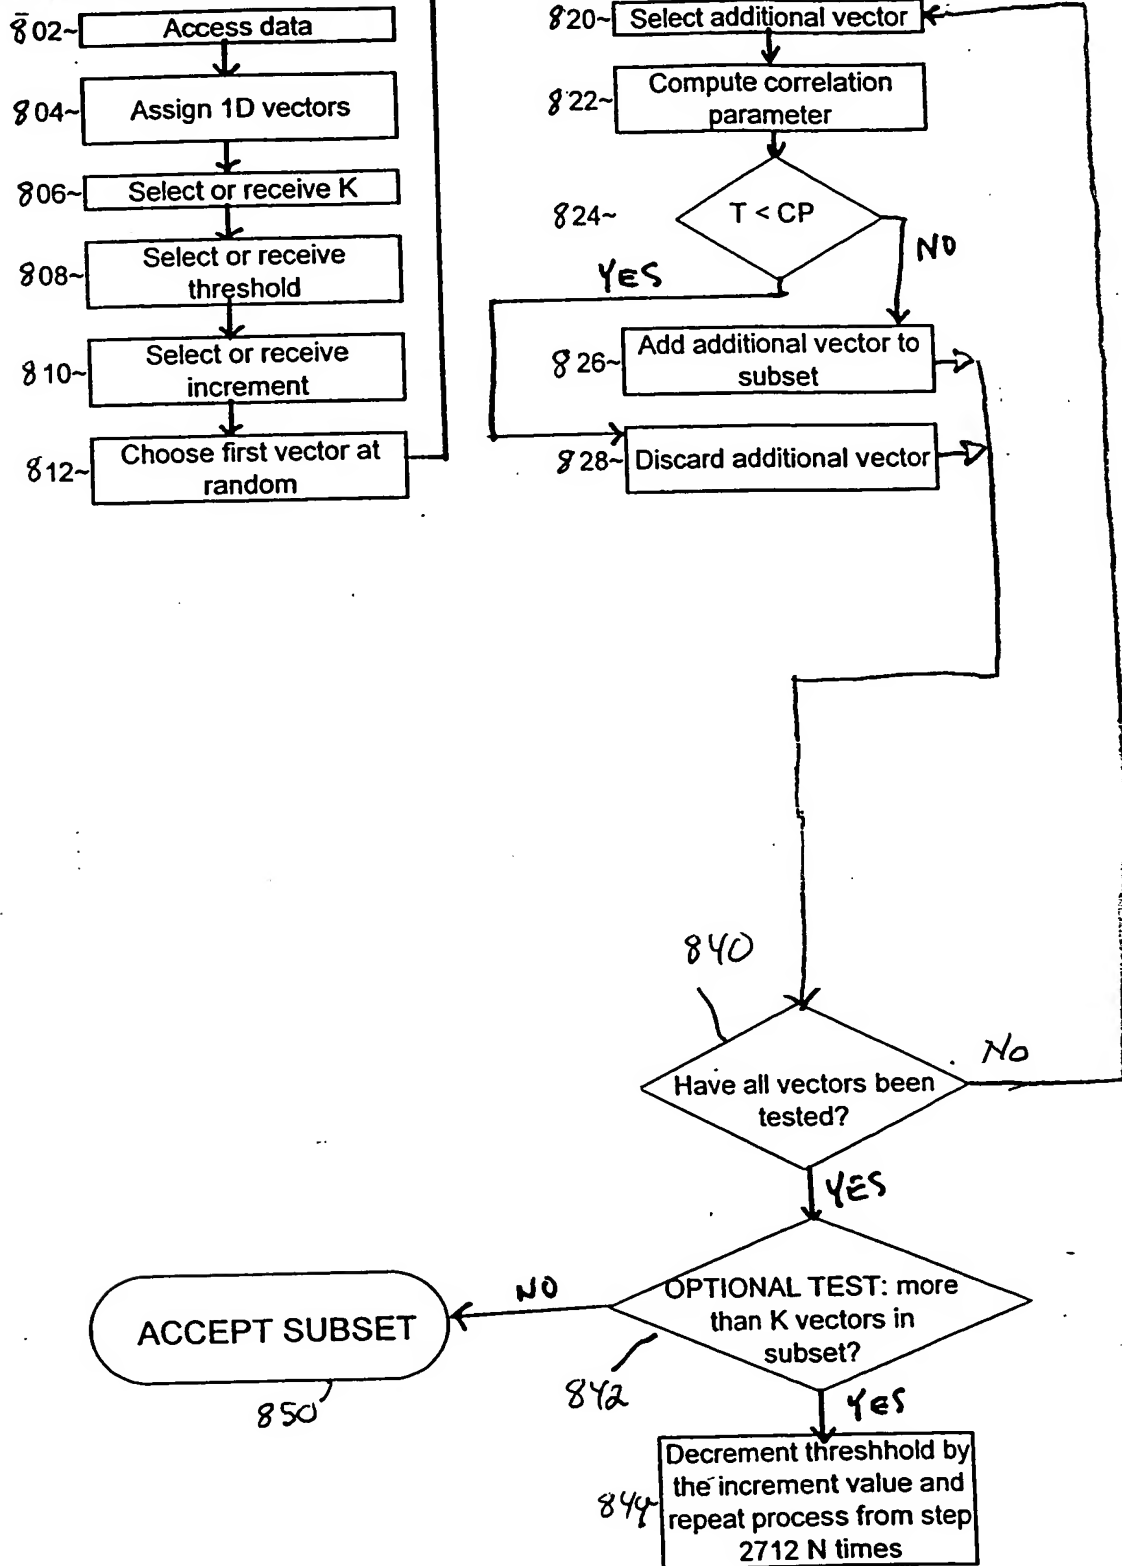 802~ Access data
804~ Assign 1D vectors
806~ Select or receive K
808~ Select or receive
threshold
810~ Select or receive
increment
812~ Choose first vector at
random
820~ Select additional vector
822~ Compute correlation
parameter
824~ T < CP
YES
NO
826~ Add additional vector to
subset
828~ Discard additional vector
840
Have all vectors been
tested?
No
YES
OPTIONAL TEST: more
than K vectors in
subset?
842
NO
ACCEPT SUBSET
850
YES
844~ Decrement threshhold by
the increment value and
repeat process from step
2712 N times